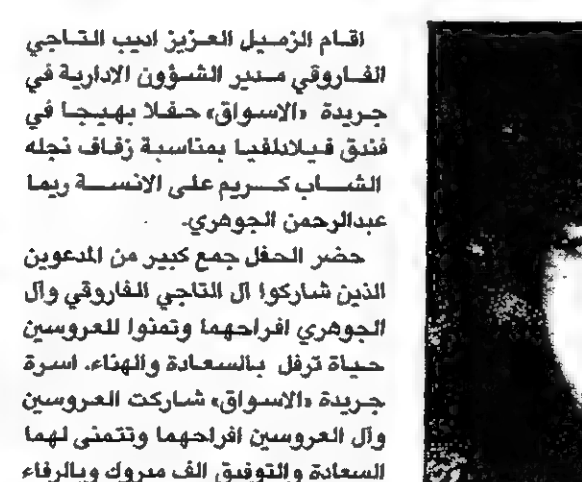 اقام الزميل العزيز اديب التاجي
الفاروقي مدير الشؤون الادارية في
جريدة «الاسواق» حفلا بهيجا في
فندق فيلادلفيا بمناسبة زفاف نجله
الشاب كريم على الانسة ريما
عبدالرحمن الجوهري.
حضر الحفل جمع كبير من المدعوين
الذين شاركوا ال التاجي الفاروقي وال
الجوهري افراحهما وتمنوا للعروسين
حياة ترفل بالسعادة والهناء. اسرة
جريدة «الاسواق» شاركت العروسين
وآل العروسين افراحهما وتتمنى لهما
السعادة والتوفيق الف مبروك وبالرفاء